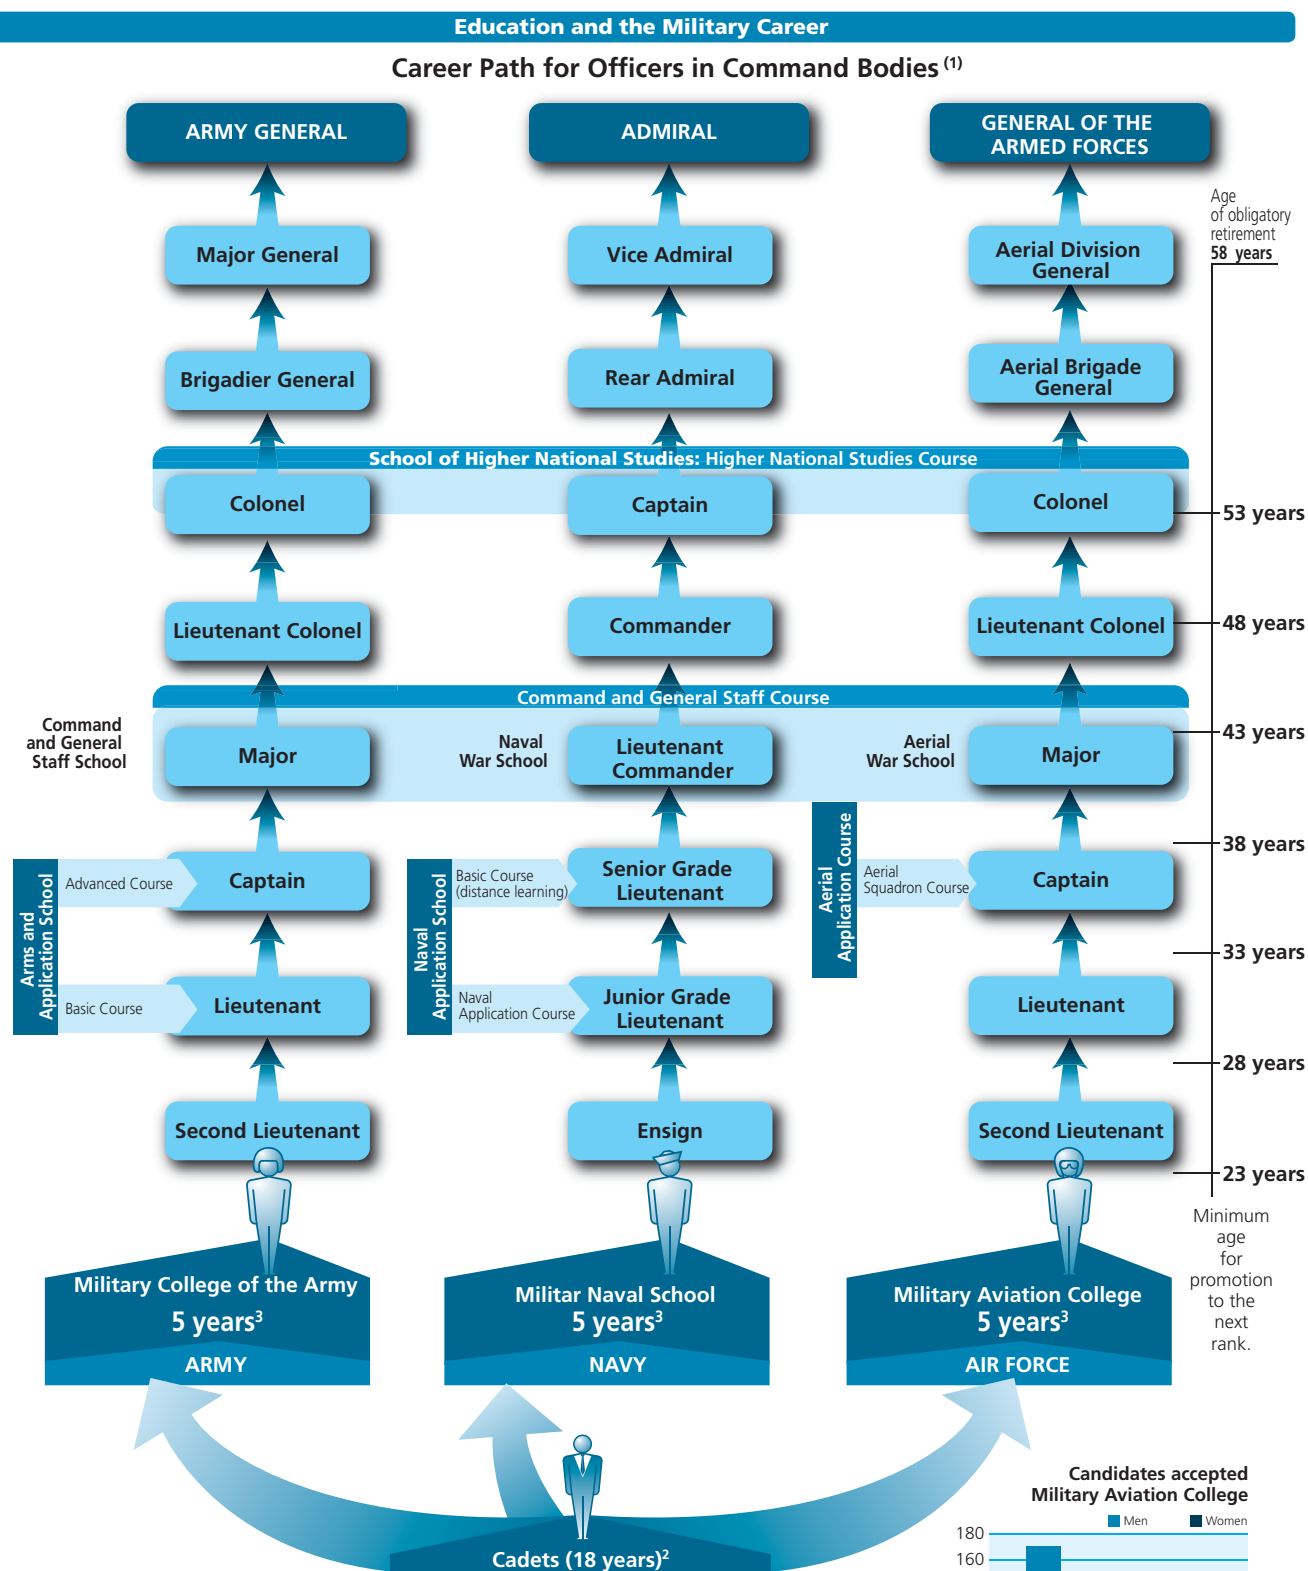 Education and the Military Career
Career Path for Officers in Command Bodies (1)
ARMY GENERAL
ADMIRAL
GENERAL OF THE
ARMED FORCES
Age
of obligatory
retirement
58 years
Major General
Vice Admiral
Aerial Division
General
Brigadier General
Rear Admiral
Aerial Brigade
General
School of Higher National Studies: Higher National Studies Course
Colonel
Captain
Colonel
53 years
Lieutenant Colonel
Commander
Lieutenant Colonel
48 years
Command and General Staff Course
Command
and General
Staff School
Major
Naval
War School
Lieutenant
Commander
Aerial
War School
Major
43 years
38 years
Arms and
Application School
Advanced Course
Captain
Naval
Application School
Basic Course
(distance learning)
Senior Grade
Lieutenant
Aerial
Application Course
Aerial
Squadron Course
Captain
33 years
Basic Course
Lieutenant
Naval
Application Course
Junior Grade
Lieutenant
Lieutenant
28 years
Second Lieutenant
Ensign
Second Lieutenant
23 years
Minimum
age
for
promotion
to the
next
rank.
Military College of the Army
5 years3
ARMY
Militar Naval School
5 years3
NAVY
Military Aviation College
5 years3
AIR FORCE
Cadets (18 years)2
Candidates accepted
Military Aviation College
Men
Women
180
160